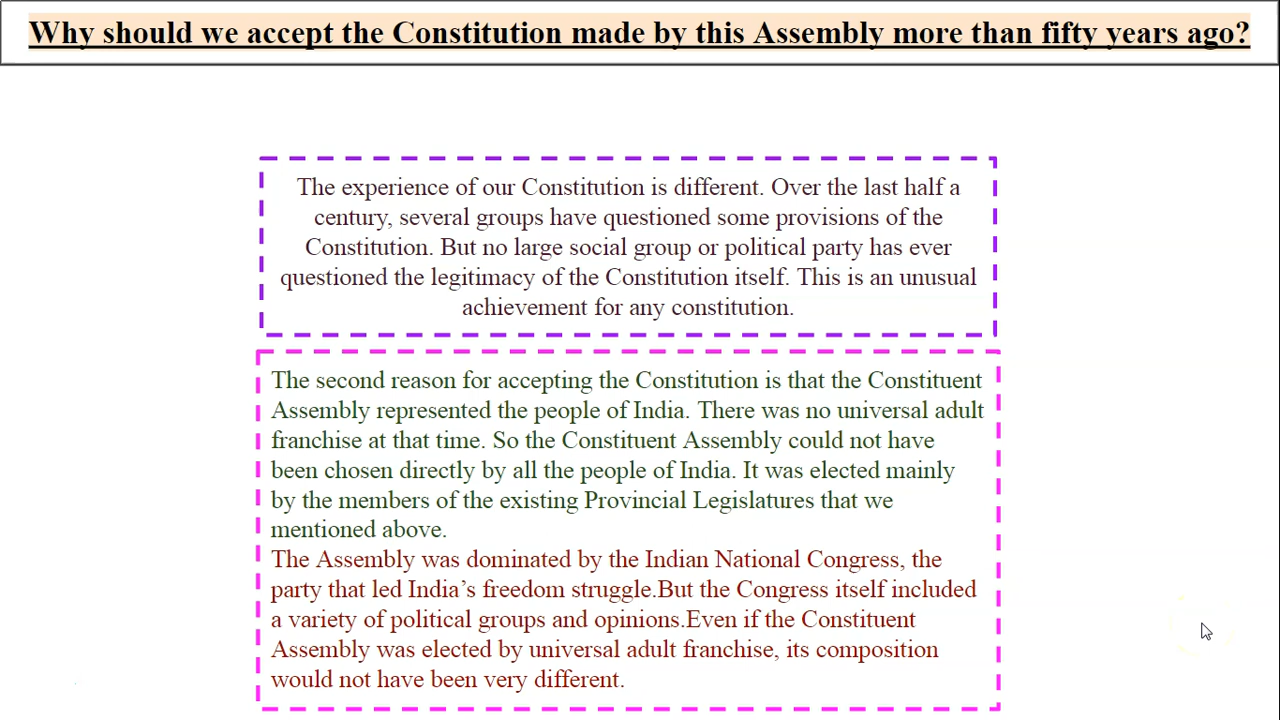 Why should we accept the Constitution made by this Assembly more than fifty years ago?
The experience of our Constitution is different. Over the last half a
century, several groups have questioned some provisions of the
Constitution. But no large social group or political party has ever
questioned the legitimacy of the Constitution itself. This is an unusual
achievement for any constitution.
The second reason for accepting the Constitution is that the Constituent
Assembly represented the people of India. There was no universal adult
franchise at that time. So the Constituent Assembly could not have
been chosen directly by all the people of India. It was elected mainly
by the members of the existing Provincial Legislatures that we
mentioned above.
The Assembly was dominated by the Indian National Congress, the
party that led India’s freedom struggle.But the Congress itself included
a variety of political groups and opinions.Even if the Constituent
Assembly was elected by universal adult franchise, its composition
would not have been very different.